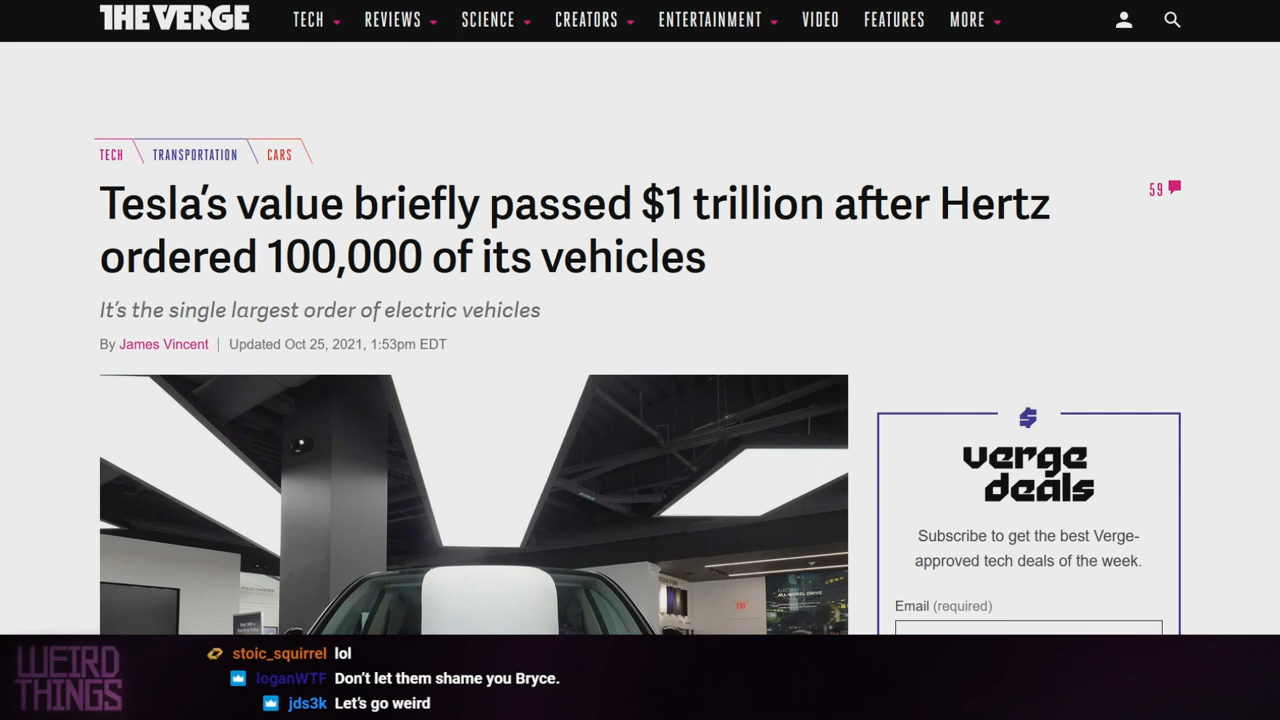 THE VERGE
TECH REVIEWS SCIENCE CREATORS ENTERTAINMENT VIDEO FEATURES MORE
TECH TRANSPORTATION CARS
Tesla's value briefly passed $1 trillion after Hertz
ordered 100,000 of its vehicles
59
It's the single largest order of electric vehicles
By James Vincent | Updated Oct 25, 2021, 1:53pm EDT
verge
deals
Subscribe to get the best Verge-
approved tech deals of the week.
Email (required)
WEIRD
THINGS
stoic_squirrel lol
loganWTF Don't let them shame you Bryce.
jds3k Let's go weird